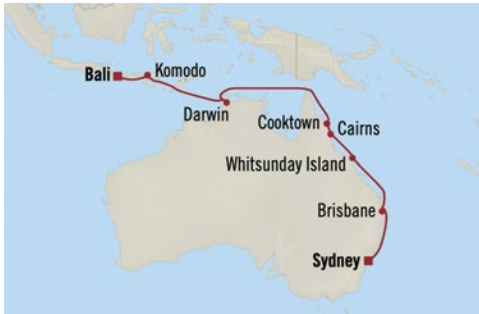 Bali
Komodo
Darwin
Cooktown
Cairns
Whitsunday Island
Brisbane
Sydney